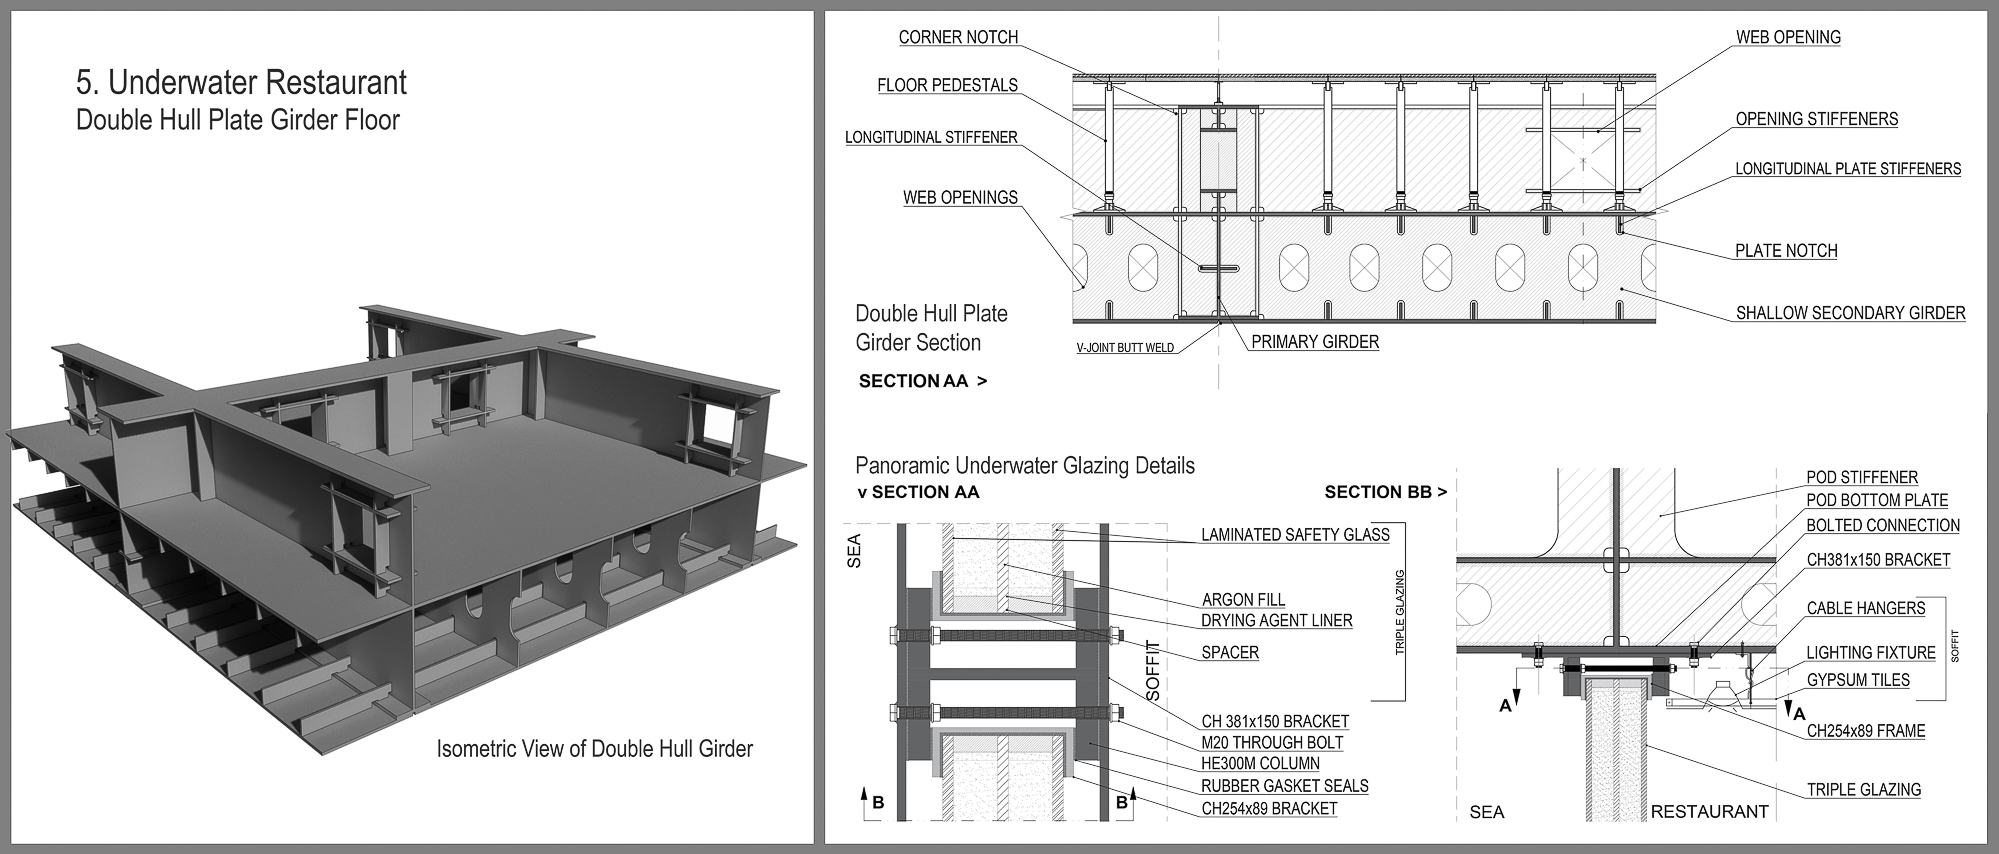 5. Underwater Restaurant
Double Hull Plate Girder Floor
Isometric View of Double Hull Girder
CORNER NOTCH
FLOOR PEDESTALS
LONGITUDINAL STIFFENER
WEB OPENINGS
WEB OPENING
OPENING STIFFENERS
LONGITUDINAL PLATE STIFFENERS
PLATE NOTCH
SHALLOW SECONDARY GIRDER
Double Hull Plate
Girder Section
V-JOINT BUTT WELD
PRIMARY GIRDER
SECTION AA >
Panoramic Underwater Glazing Details
v SECTION AA
SEA
LAMINATED SAFETY GLASS
ARGON FILL
DRYING AGENT LINER
SPACER
TRIPLE GLAZING
SOFFIT
CH 381x150 BRACKET
M20 THROUGH BOLT
HE300M COLUMN
RUBBER GASKET SEALS
CH254x89 BRACKET
B
B
SECTION BB >
POD STIFFENER
POD BOTTOM PLATE
BOLTED CONNECTION
CH381x150 BRACKET
CABLE HANGERS
LIGHTING FIXTURE
GYPSUM TILES
SOFFIT
A
A
CH254x89 FRAME
TRIPLE GLAZING
SEA
RESTAURANT